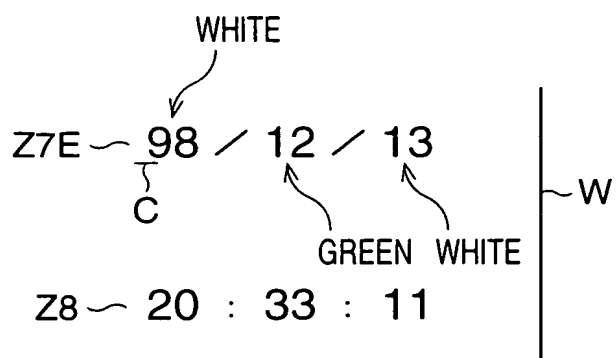 WHITE
Z7E 98 / 12 / 13
C
W
GREEN WHITE
Z8 20 : 33 : 11